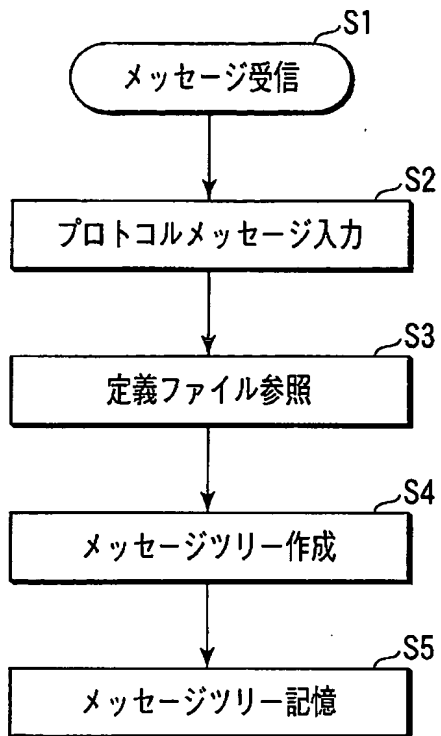 S1
メッセージ受信
S2
プロトコルメッセージ入力
S3
定義ファイル参照
S4
メッセージツリー作成
S5
メッセージツリー記憶